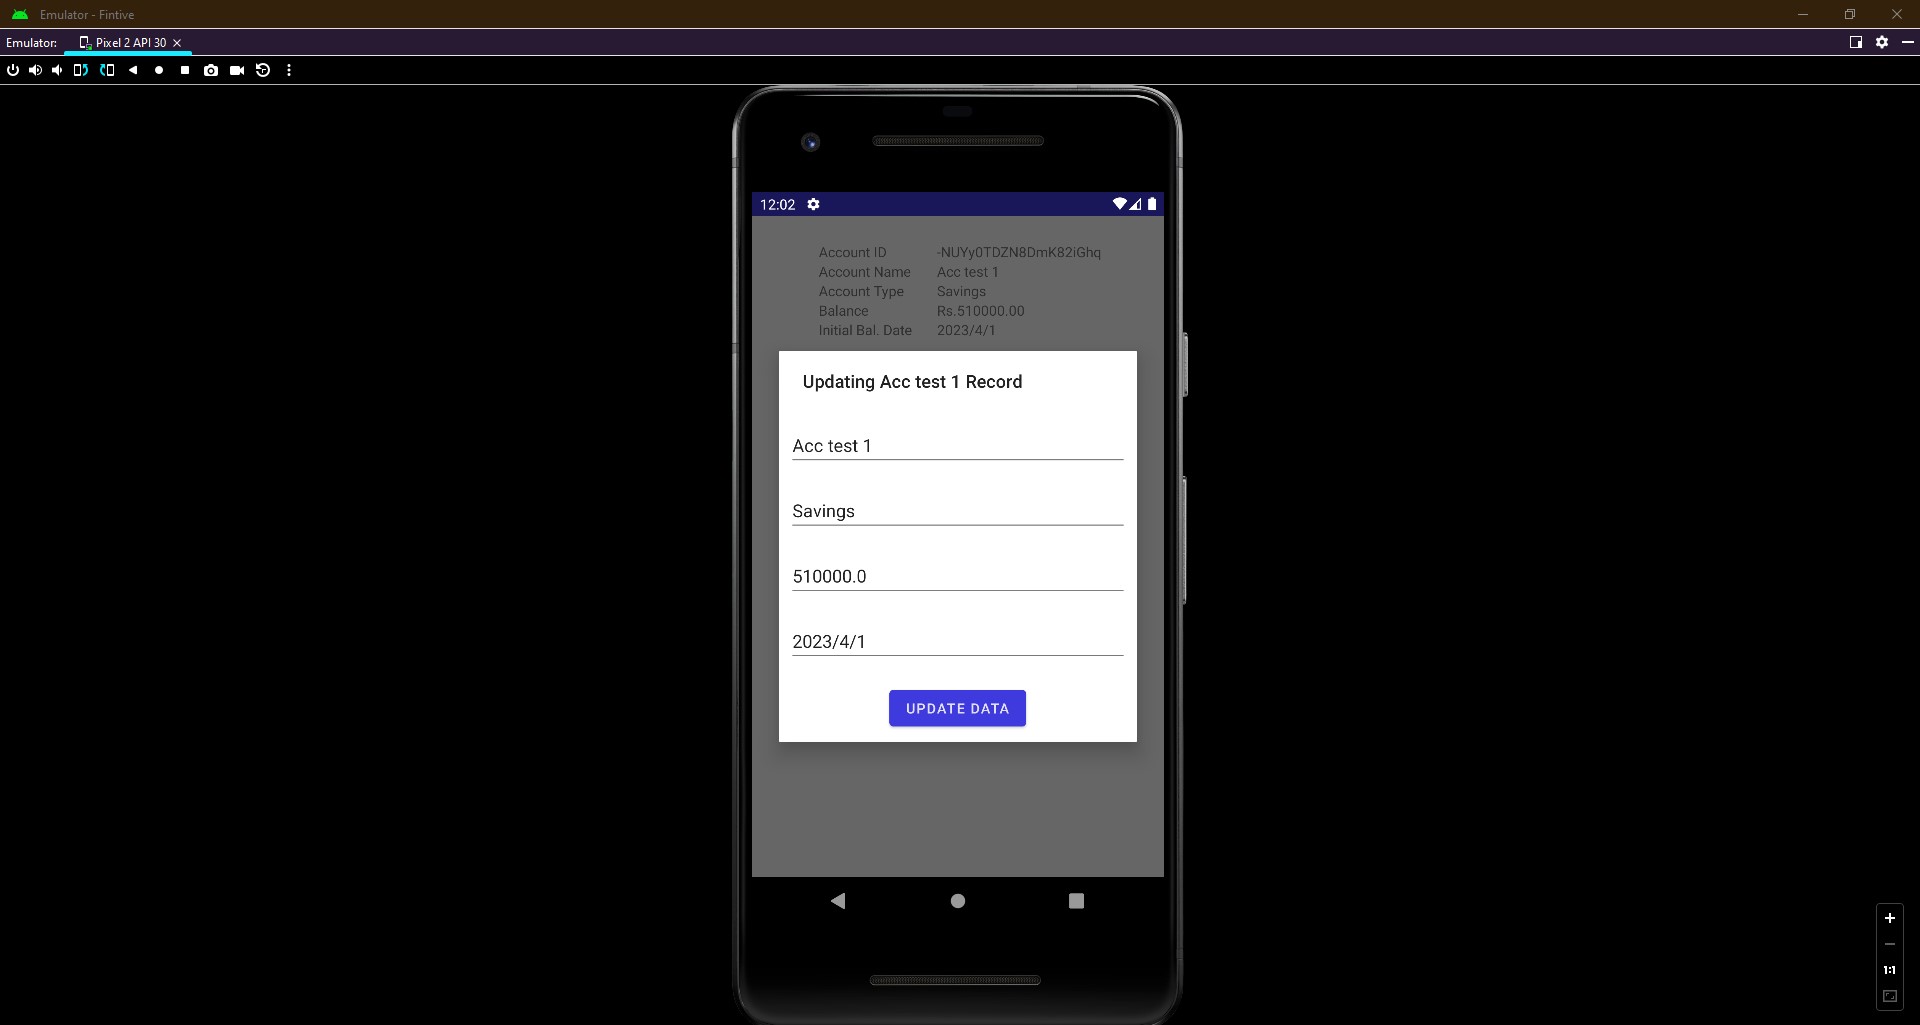 Emulator - Fintive
Emulator: Pixel 2 API 30
12:02
Account ID -NUYy0TDZN8DmK82iGhq
Account Name Acc test 1
Account Type Savings
Balance Rs.510000.00
Initial Bal. Date 2023/4/1
Updating Acc test 1 Record
Acc test 1
Savings
510000.0
2023/4/1
UPDATE DATA
1:1